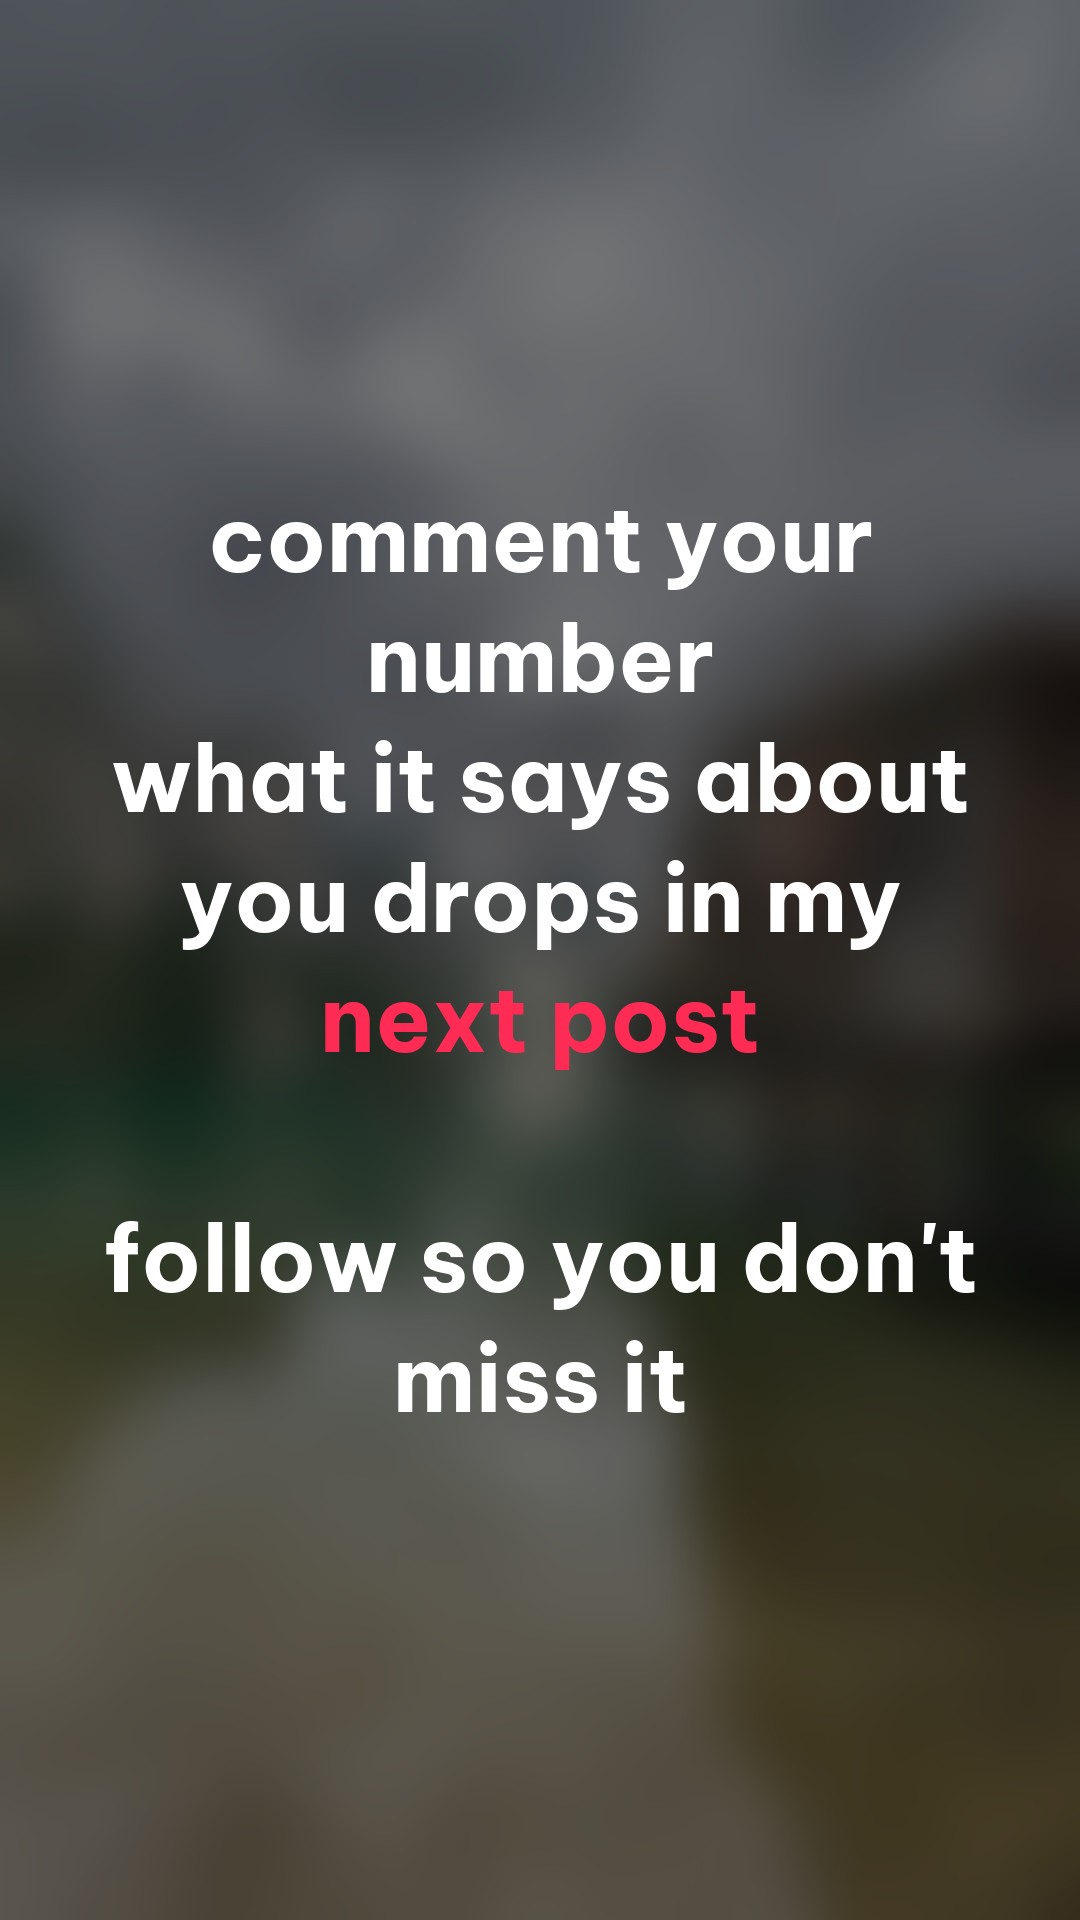 comment your
number
what it says about
you drops in my
next post
follow so you don't
miss it